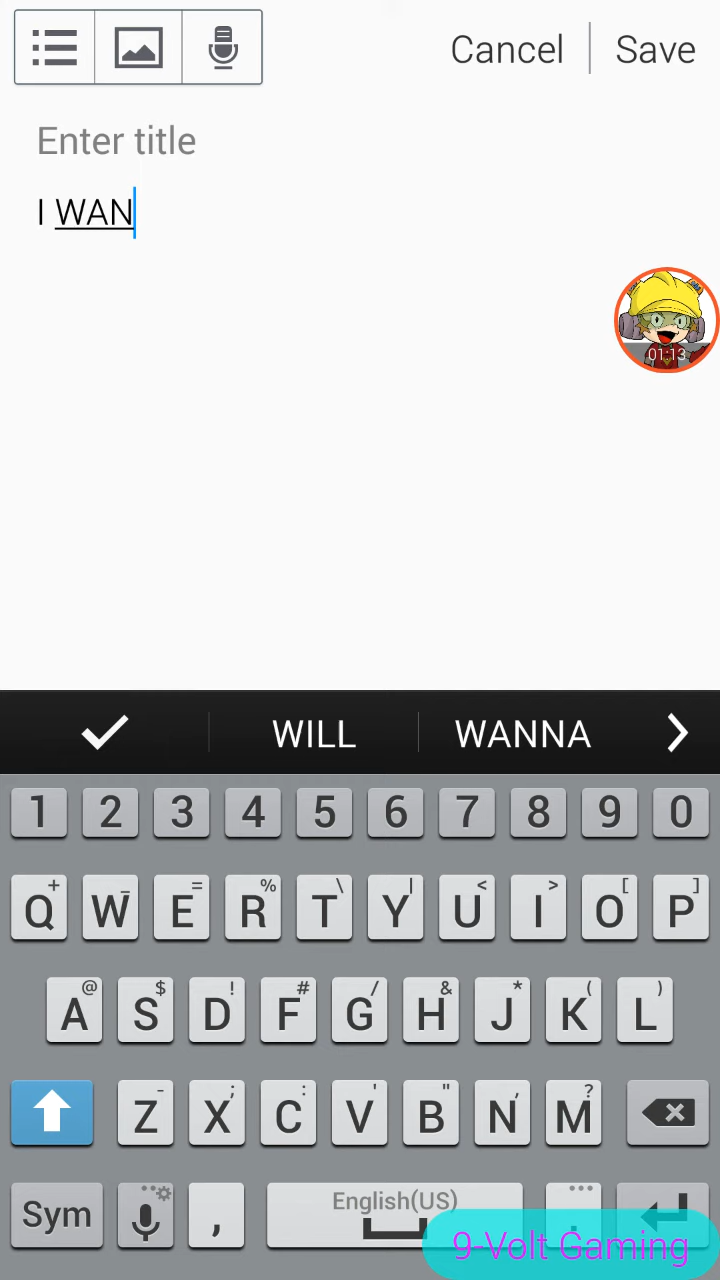 Cancel Save
Enter title
I WAN
01:13
WILL WANNA
1 2 3 4 5 6 7 8 9 0
+ _ = % \ | < > [ ]
Q W E R T Y U I O P
@ $ ! # / & * ( )
A S D F G H J K L
- ; : ' " , ?
Z X C V B N M
Sym , English(US) .
9-Volt Gaming